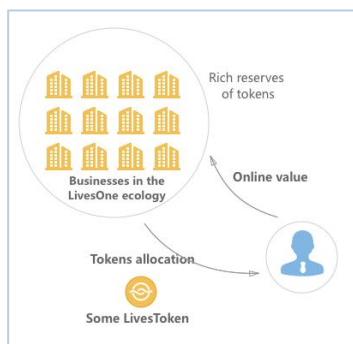 Rich reserves
of tokens
Businesses in the
LivesOne ecology
Online value
Tokens allocation
Some LivesToken